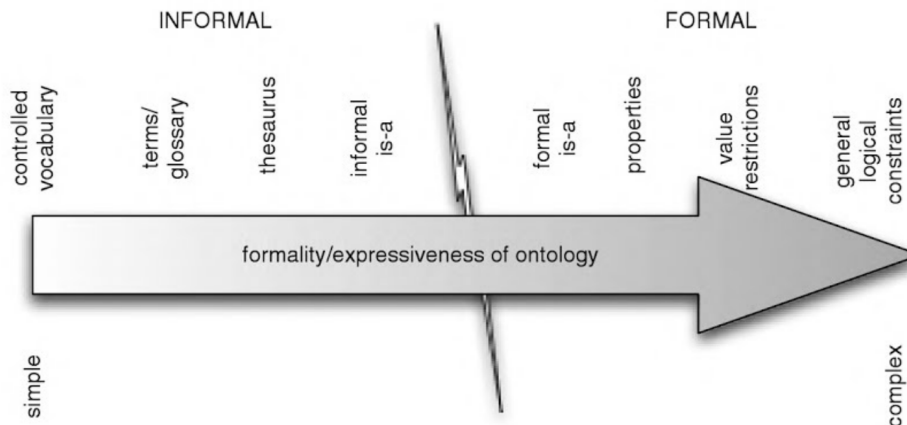 INFORMAL
FORMAL
controlled
vocabulary
terms/
glossary
thesaurus
informal
is-a
formal
is-a
properties
value
restrictions
general
logical
constraints
formality/expressiveness of ontology
simple
complex